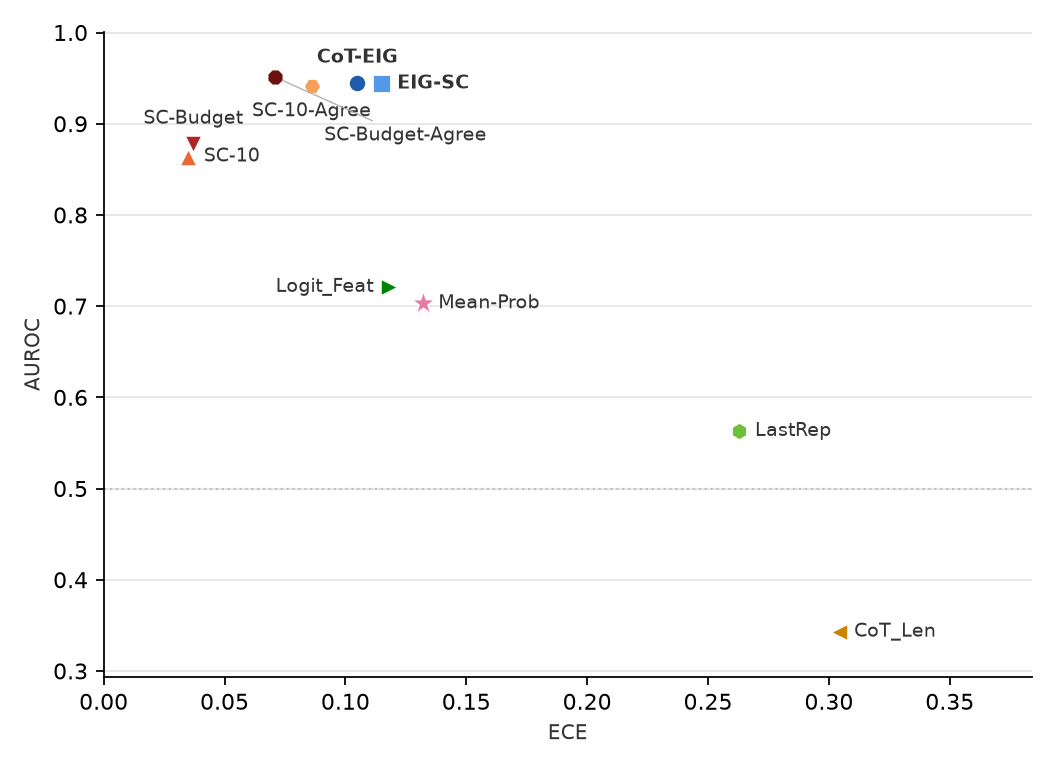 1.0
CoT-EIG
EIG-SC
SC-10-Agree
SC-Budget
0.9
SC-Budget-Agree
SC-10
0.8
Logit_Feat
Mean-Prob
0.7
AUROC
0.6
LastRep
0.5
0.4
CoT_Len
0.3
0.00 0.05 0.10 0.15 0.20 0.25 0.30 0.35
ECE